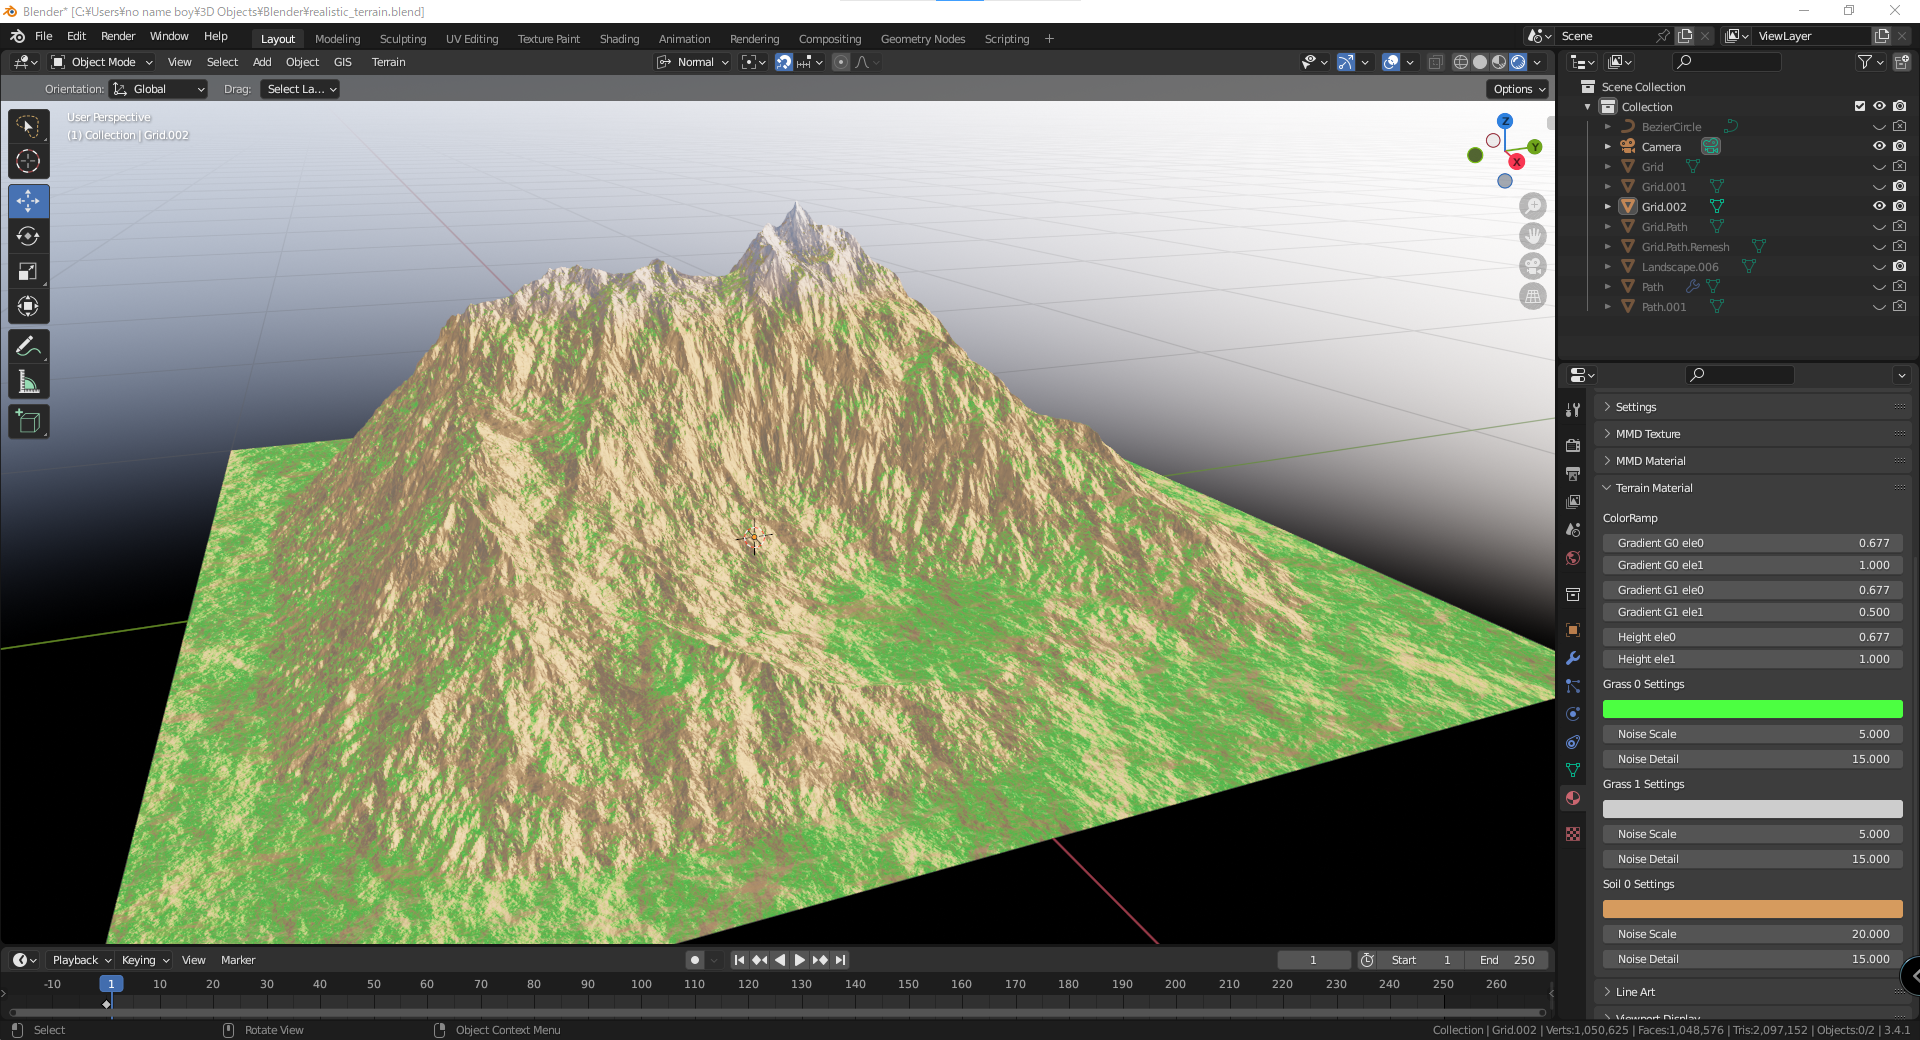 Blender* [C:¥Users¥no name boy¥3D Objects¥Blender¥realistic_terrain.blend]
File Edit Render Window Help Layout Modeling Sculpting UV Editing Texture Paint Shading Animation Rendering Compositing Geometry Nodes Scripting + Scene ViewLayer
Object Mode View Select Add Object GIS Terrain Normal
Orientation: Global Drag: Select La... Options
User Perspective
(1) Collection | Grid.002
Z
Y
X
Scene Collection
Collection
BezierCircle
Camera
Grid
Grid.001
Grid.002
Grid.Path
Grid.Path.Remesh
Landscape.006
Path
Path.001
Settings
MMD Texture
MMD Material
Terrain Material
ColorRamp
Gradient G0 ele0 0.677
Gradient G0 ele1 1.000
Gradient G1 ele0 0.677
Gradient G1 ele1 0.500
Height ele0 0.677
Height ele1 1.000
Grass 0 Settings
Noise Scale 5.000
Noise Detail 15.000
Grass 1 Settings
Noise Scale 5.000
Noise Detail 15.000
Soil 0 Settings
Noise Scale 20.000
Noise Detail 15.000
Line Art
Viewport Display
Playback Keying View Marker 1 Start 1 End 250
-10 1 10 20 30 40 50 60 70 80 90 100 110 120 130 140 150 160 170 180 190 200 210 220 230 240 250 260
Select Rotate View Object Context Menu Collection | Grid.002 | Verts:1,050,625 | Faces:1,048,576 | Tris:2,097,152 | Objects:0/2 | 3.4.1